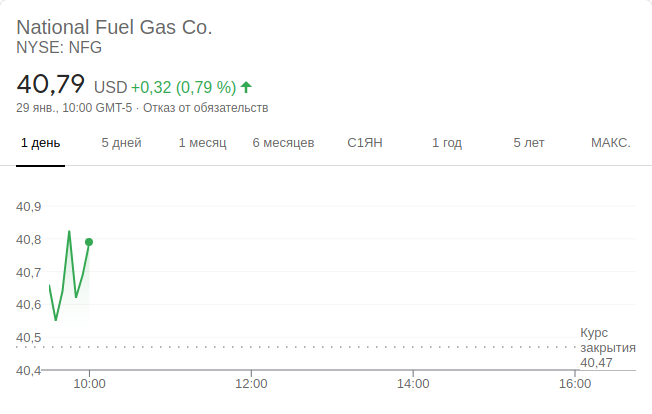 National Fuel Gas Co.
NYSE: NFG
40,79 USD +0,32 (0,79 %)
29 янв., 10:00 GMT-5 · Отказ от обязательств
1 день 5 дней 1 месяц 6 месяцев С1ЯН 1 год 5 лет МАКС.
40,9
40,8
40,7
40,6
40,5
Курс
закрытия
40,47
40,4
10:00 12:00 14:00 16:00